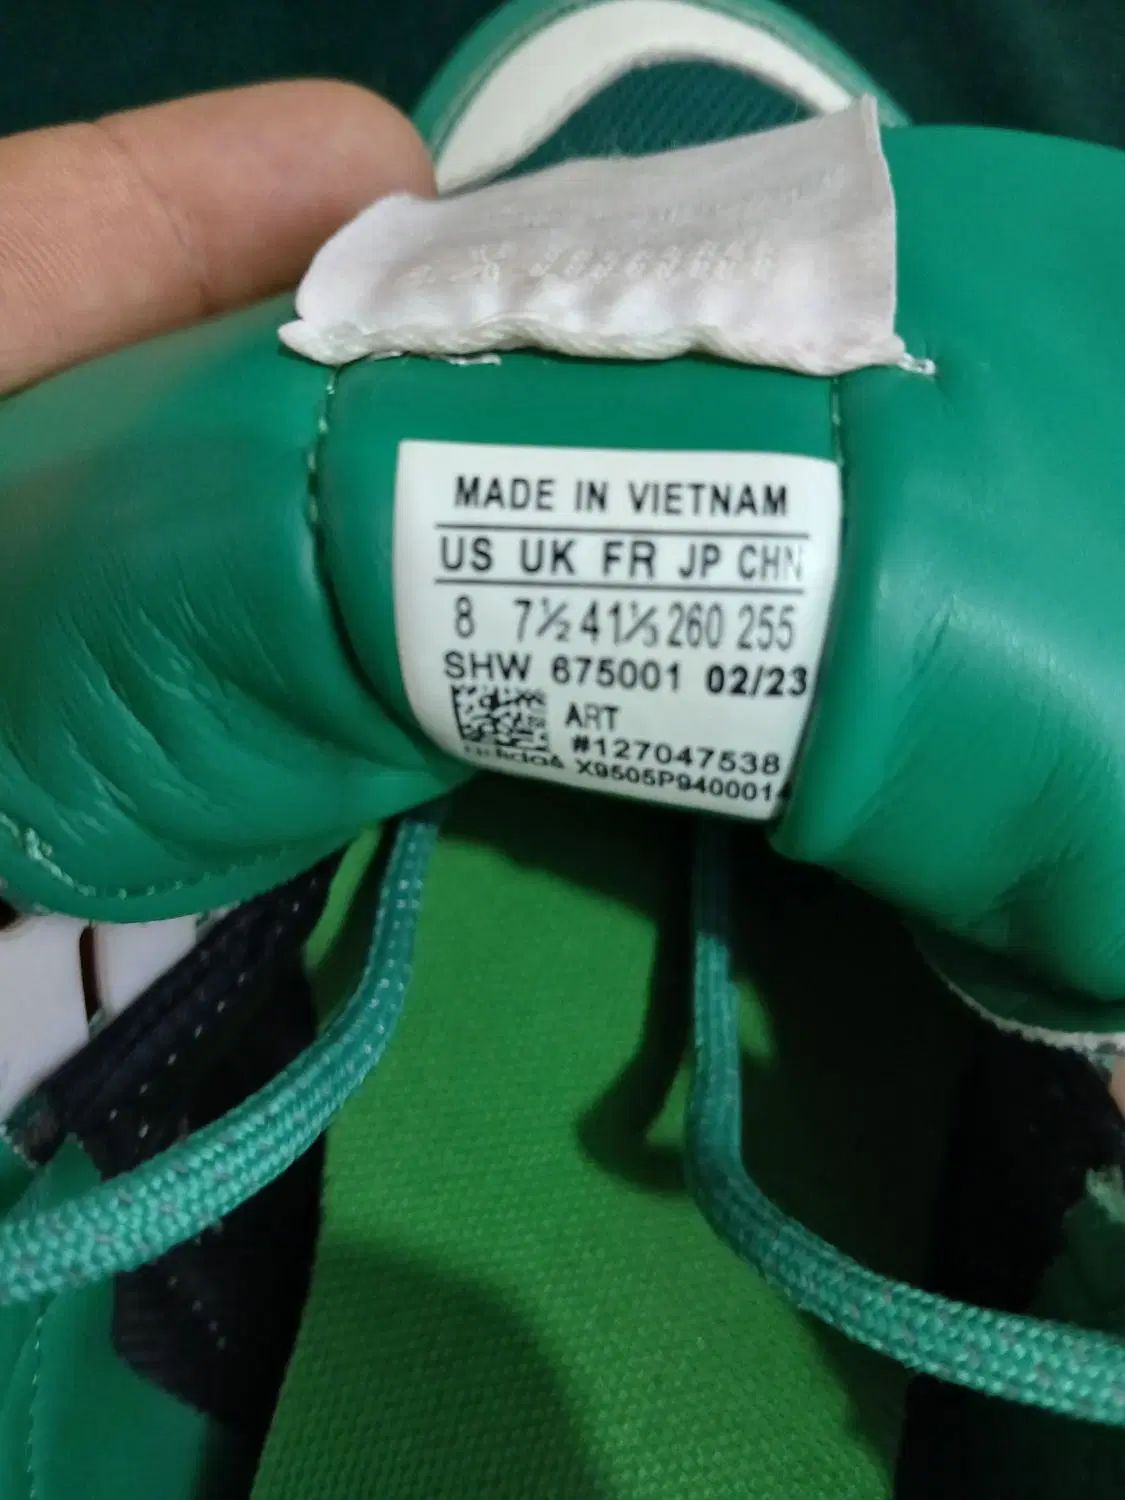 MADE IN VIETNAM
US UK FR JP CHN
8 7½ 41⅓ 260 255
SHW 675001 02/23
ART
#127047538
X9505P9400014